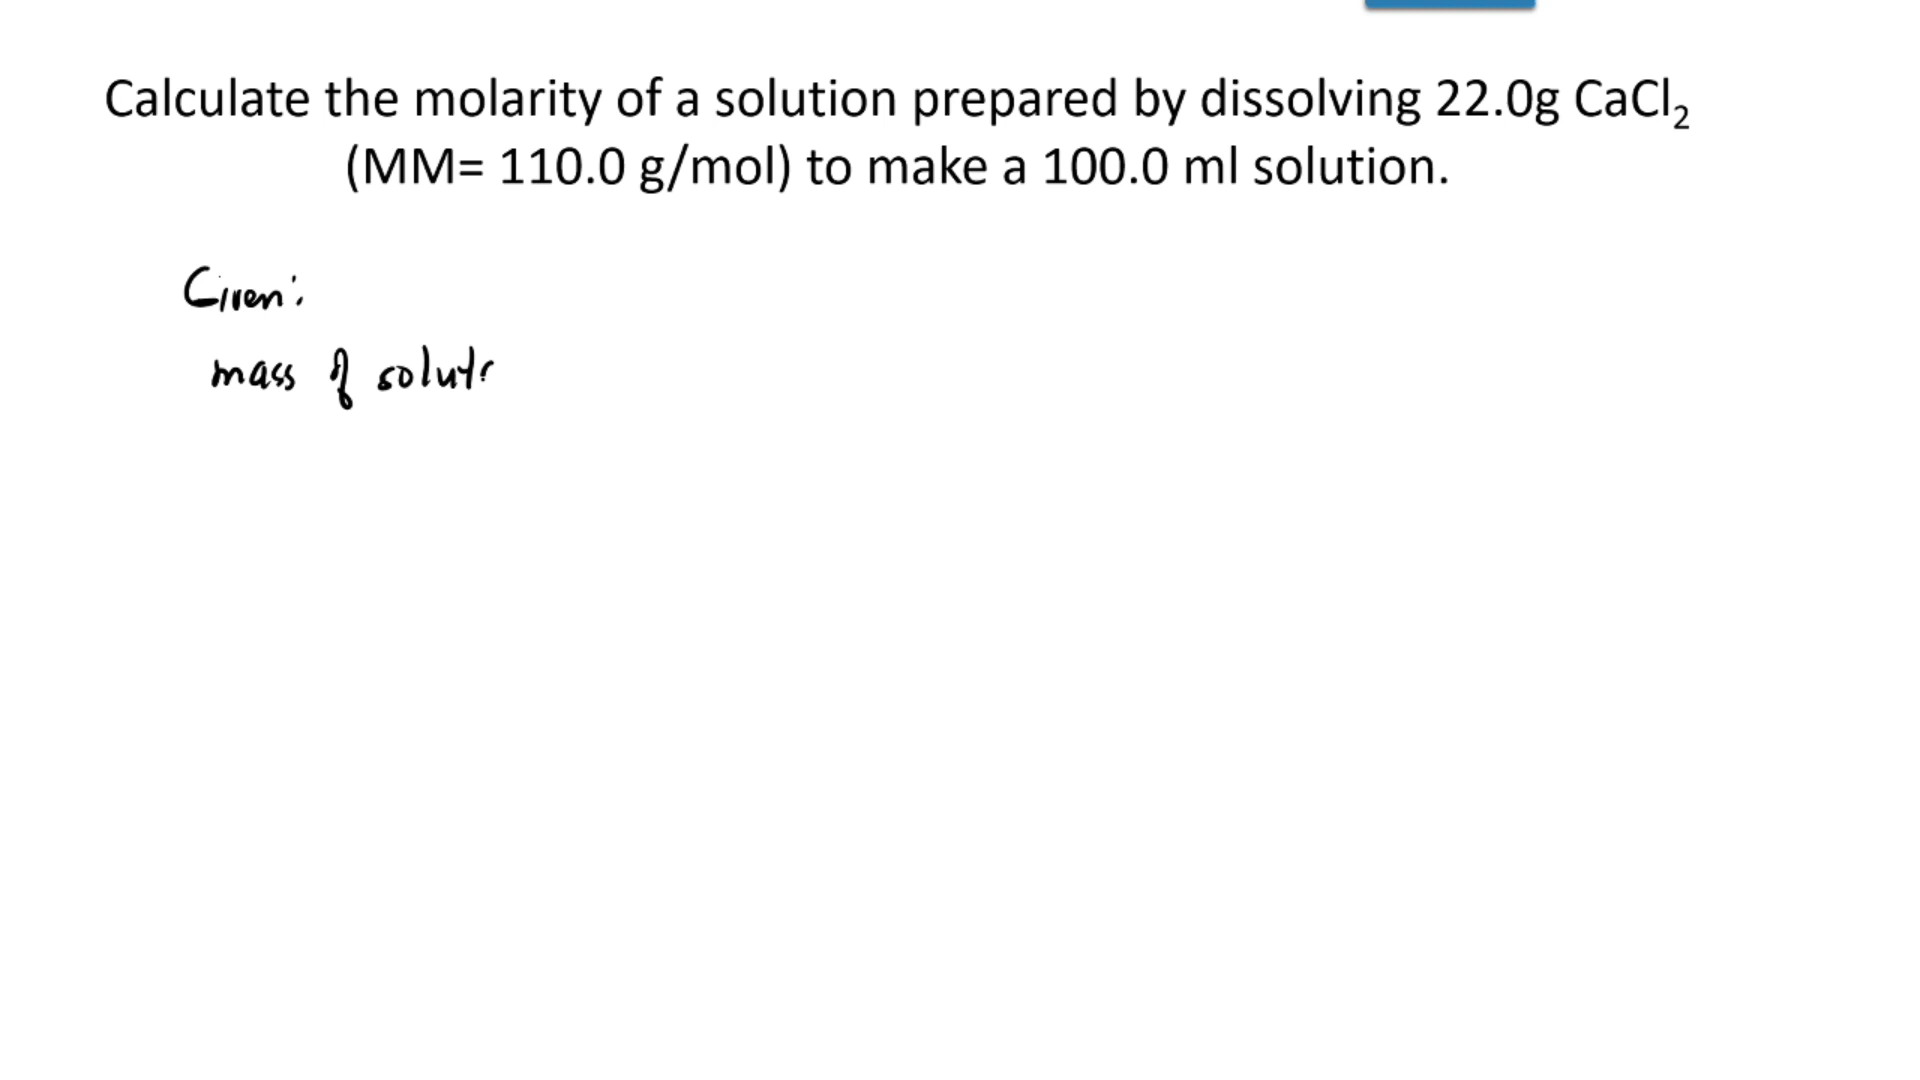 Calculate the molarity of a solution prepared by dissolving 22.0g CaCl₂
(MM= 110.0 g/mol) to make a 100.0 ml solution.
Given:
mass of solute